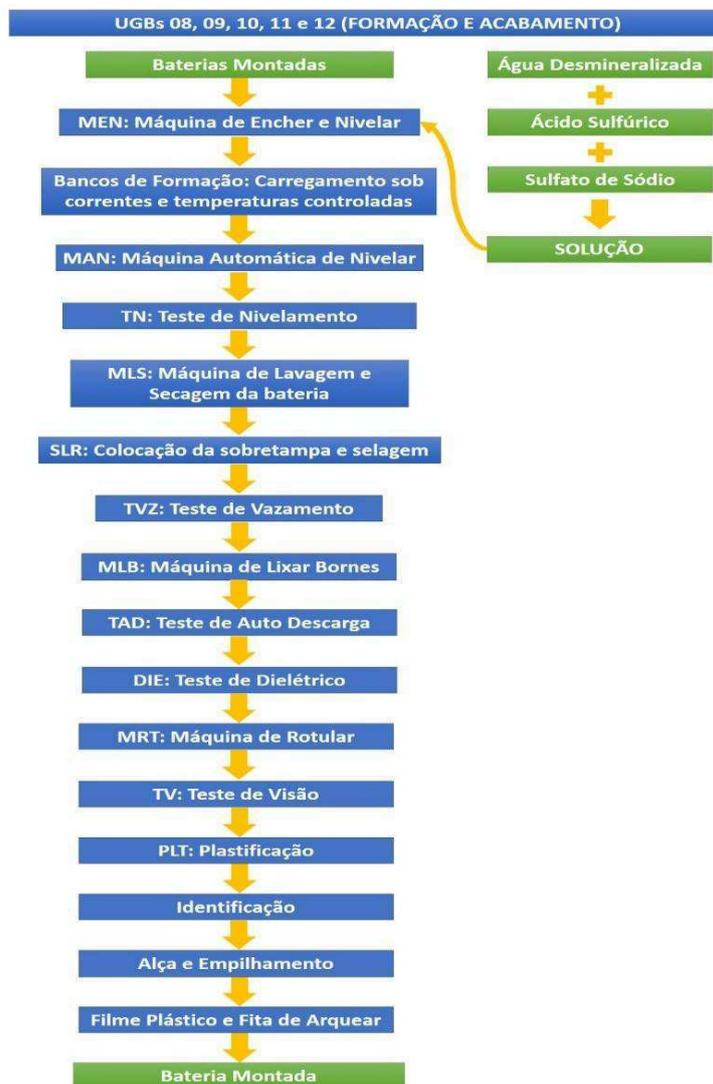 UGBs 08, 09, 10, 11 e 12 (FORMAÇÃO E ACABAMENTO)
Baterias Montadas
MEN: Máquina de Encher e Nivelar
Bancos de Formação: Carregamento sob
correntes e temperaturas controladas
MAN: Máquina Automática de Nivelar
TN: Teste de Nivelamento
MLS: Máquina de Lavagem e
Secagem da bateria
SLR: Colocação da sobretampa e selagem
TVZ: Teste de Vazamento
MLB: Máquina de Lixar Bornes
TAD: Teste de Auto Descarga
DIE: Teste de Dielétrico
MRT: Máquina de Rotular
TV: Teste de Visão
PLT: Plastificação
Identificação
Alça e Empilhamento
Filme Plástico e Fita de Arquear
Bateria Montada
Água Desmineralizada
Ácido Sulfúrico
Sulfato de Sódio
SOLUÇÃO